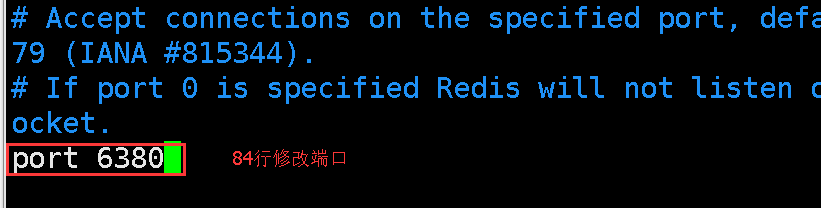 # Accept connections on the specified port, defa
79 (IANA #815344).
# If port 0 is specified Redis will not listen
ocket.
port 6380
84行修改端口